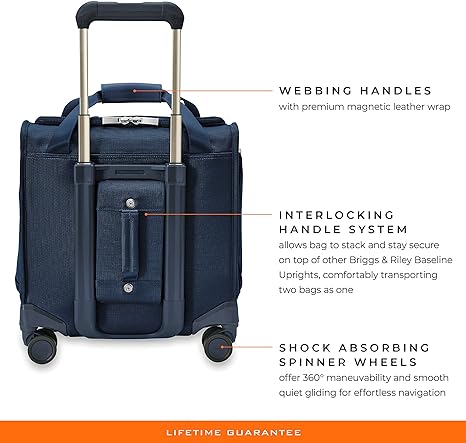 WEBBING HANDLES
with premium magnetic leather wrap
INTERLOCKING
HANDLE SYSTEM
allows bag to stack and stay secure
on top of other Briggs & Riley Baseline
Uprights, comfortably transporting
two bags as one
SHOCK ABSORBING
SPINNER WHEELS
offer 360° maneuvability and smooth
quiet gliding for effortless navigation
LIFETIME GUARANTEE